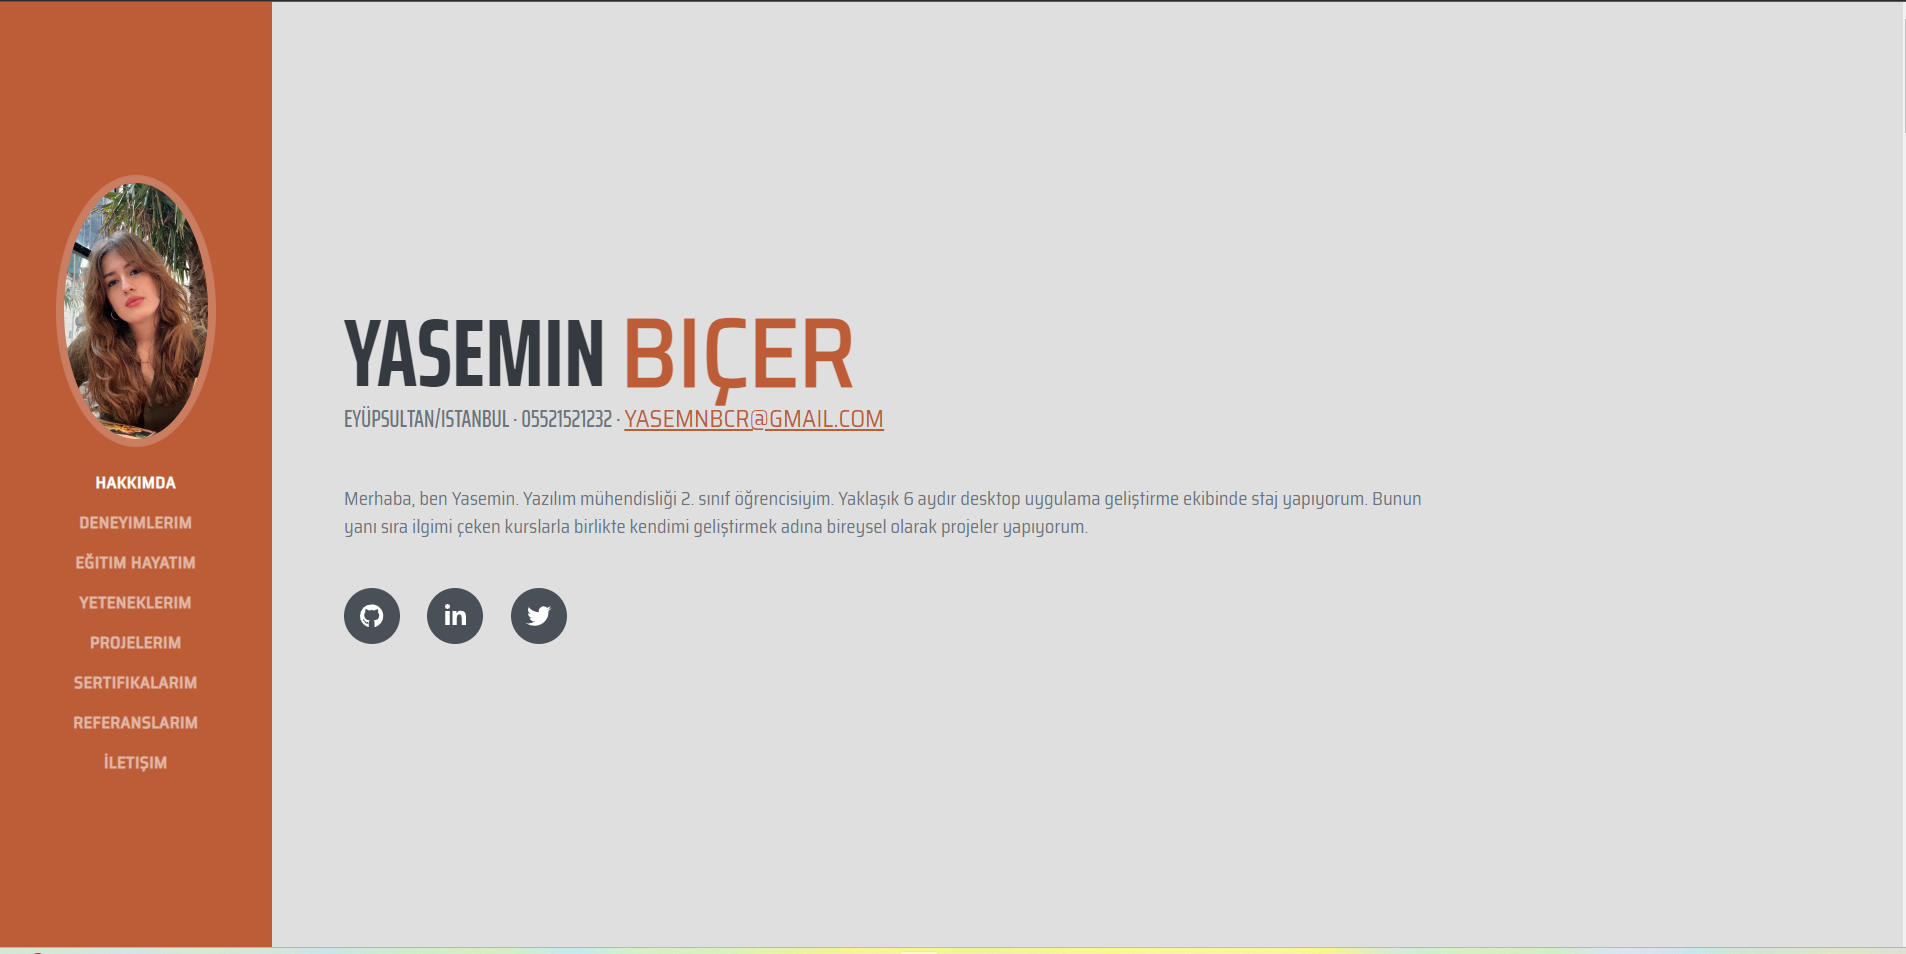 HAKKIMDA
DENEYIMLERIM
EĞITIM HAYATIM
YETENEKLERIM
PROJELERIM
SERTIFIKALARIM
REFERANSLARIM
İLETIŞIM
YASEMIN BIÇER
EYÜPSULTAN/ISTANBUL · 05521521232 · YASEMNBCR@GMAIL.COM
Merhaba, ben Yasemin. Yazılım mühendisliği 2. sınıf öğrencisiyim. Yaklaşık 6 aydır desktop uygulama geliştirme ekibinde staj yapıyorum. Bunun
yanı sıra ilgimi çeken kurslarla birlikte kendimi geliştirmek adına bireysel olarak projeler yapıyorum.
in